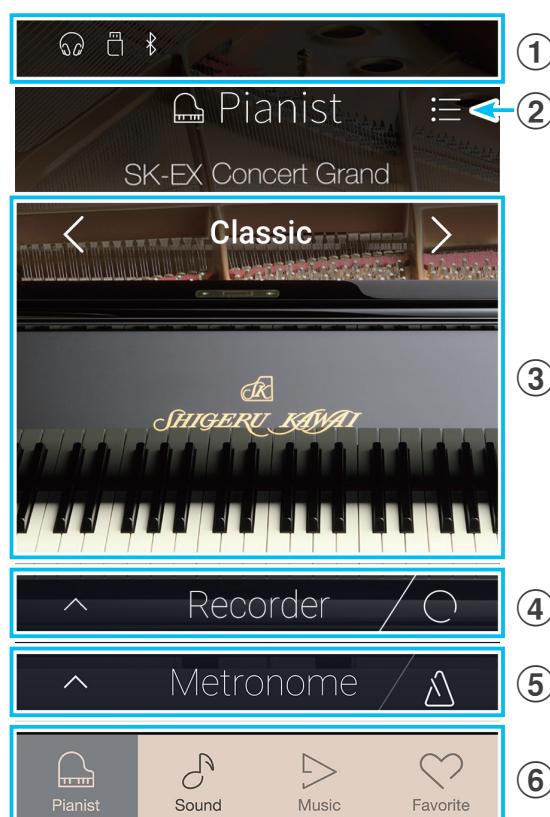 ①
Pianist
②
SK-EX Concert Grand
Classic
③
SK
SHIGERU KAWAI
Recorder
④
Metronome
⑤
Pianist Sound Music Favorite
⑥